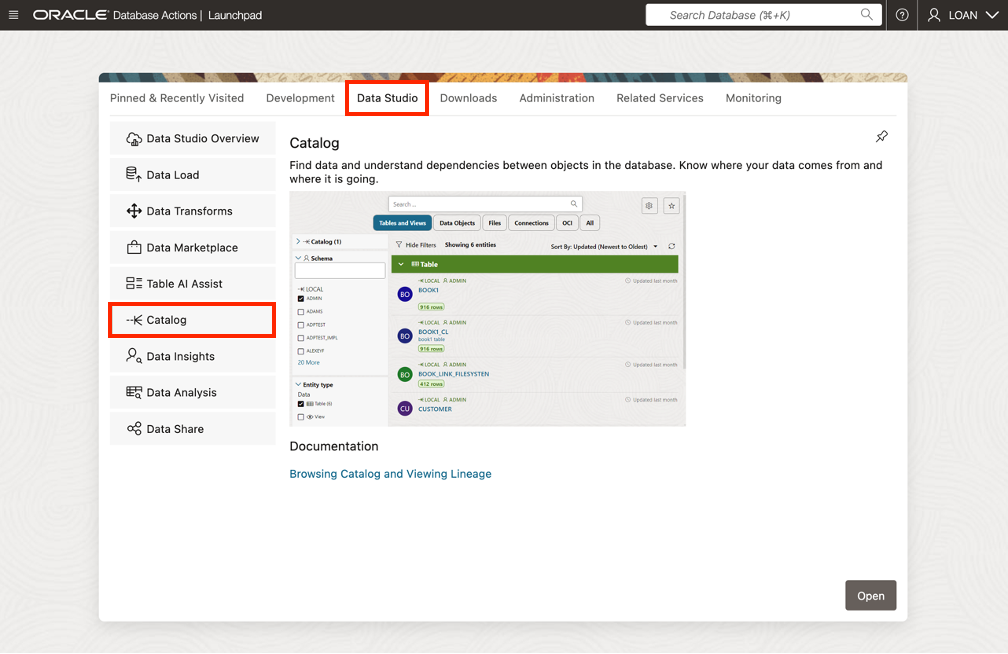 ORACLE Database Actions | Launchpad
Search Database (⌘+K)
LOAN
Pinned & Recently Visited
Development
Data Studio
Downloads
Administration
Related Services
Monitoring
Data Studio Overview
Data Load
Data Transforms
Data Marketplace
Table AI Assist
Catalog
Data Insights
Data Analysis
Data Share
Catalog
Find data and understand dependencies between objects in the database. Know where your data comes from and
where it is going.
Search ...
Tables and Views
Data Objects
Files
Connections
OCI
All
Catalog (1)
Schema
LOCAL
ADMIN
ADAMS
ADPTEST
ADPTEST_IMPL
ALEXEYF
20 More
Entity type
Data
Table (6)
View
Hide Filters
Showing 6 entities
Sort By: Updated (Newest to Oldest)
Table
LOCAL ADMIN
Updated last month
BO
BOOK1
916 rows
LOCAL ADMIN
Updated last month
BO
BOOK1_CL
book1 table
916 rows
LOCAL ADMIN
Updated last month
BO
BOOK_LINK_FILESYSTEN
412 rows
LOCAL ADMIN
Updated last month
CU
CUSTOMER
Documentation
Browsing Catalog and Viewing Lineage
Open